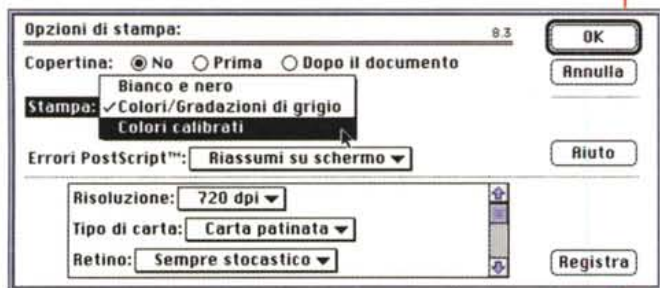 Opzioni di stampa: 8.3
OK
Copertina: No Prima Dopo il documento
Annulla
Bianco e nero
Stampa: ✓Colori/Gradazioni di grigio
Colori calibrati
Errori PostScript™: Riassumi su schermo
Aiuto
Risoluzione: 720 dpi
Tipo di carta: Carta patinata
Retino: Sempre stocastico
Registra